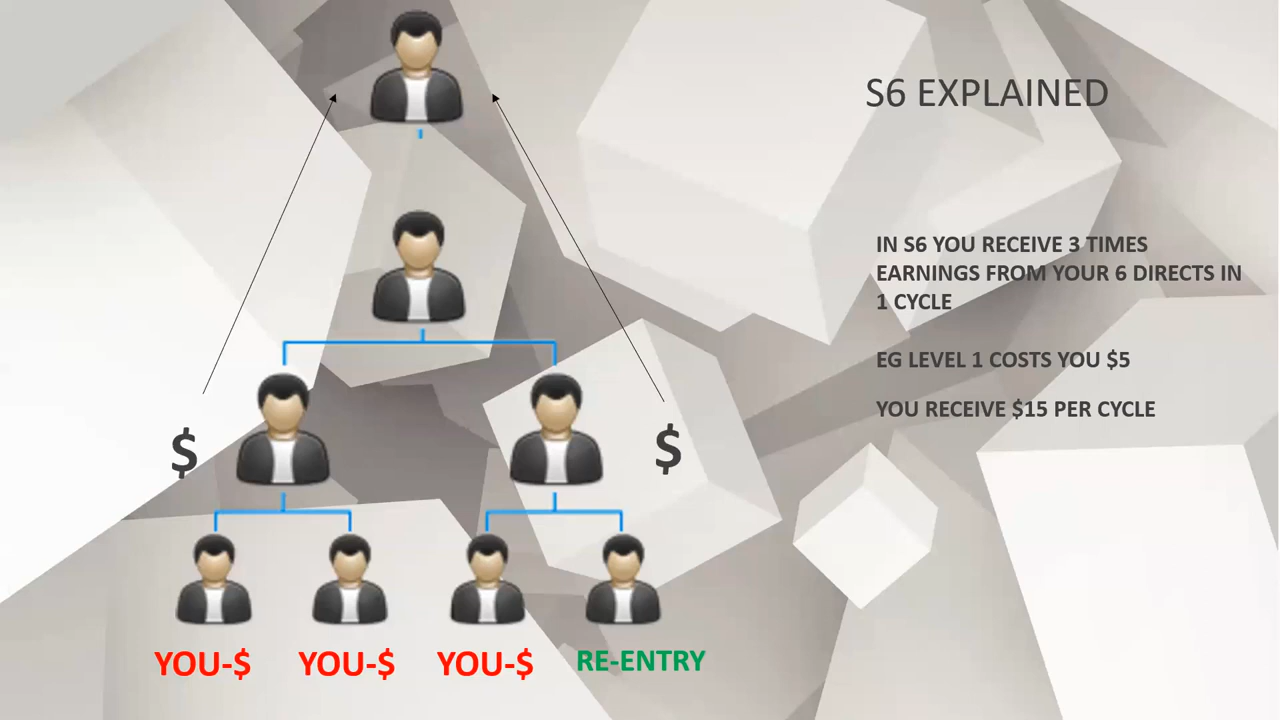 S6 EXPLAINED
IN S6 YOU RECEIVE 3 TIMES
EARNINGS FROM YOUR 6 DIRECTS IN
1 CYCLE
EG LEVEL 1 COSTS YOU $5
YOU RECEIVE $15 PER CYCLE
$ $
YOU-$ YOU-$ YOU-$ RE-ENTRY